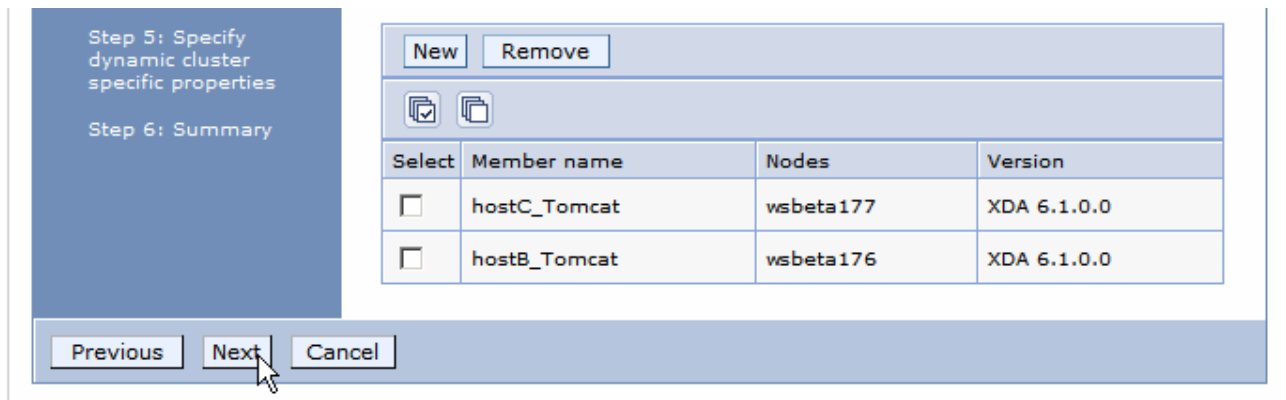 Step 5: Specify
dynamic cluster
specific properties
Step 6: Summary
New Remove
Select Member name Nodes Version
hostC_Tomcat wsbeta177 XDA 6.1.0.0
hostB_Tomcat wsbeta176 XDA 6.1.0.0
Previous Next Cancel